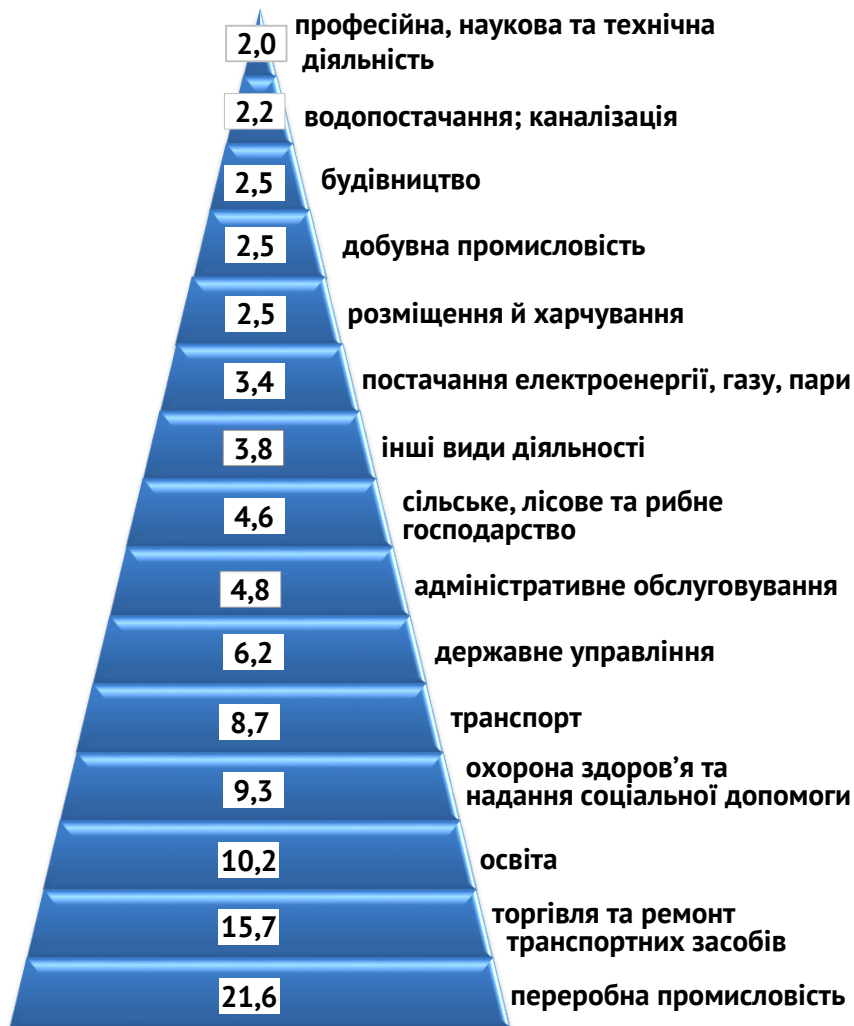 2,0 професійна, наукова та технічна
діяльність
2,2 водопостачання; каналізація
2,5 будівництво
2,5 добувна промисловість
2,5 розміщення й харчування
3,4 постачання електроенергії, газу, пари
3,8 інші види діяльності
4,6 сільське, лісове та рибне
господарство
4,8 адміністративне обслуговування
6,2 державне управління
8,7 транспорт
9,3 охорона здоров’я та
надання соціальної допомоги
10,2 освіта
15,7 торгівля та ремонт
транспортних засобів
21,6 переробна промисловість